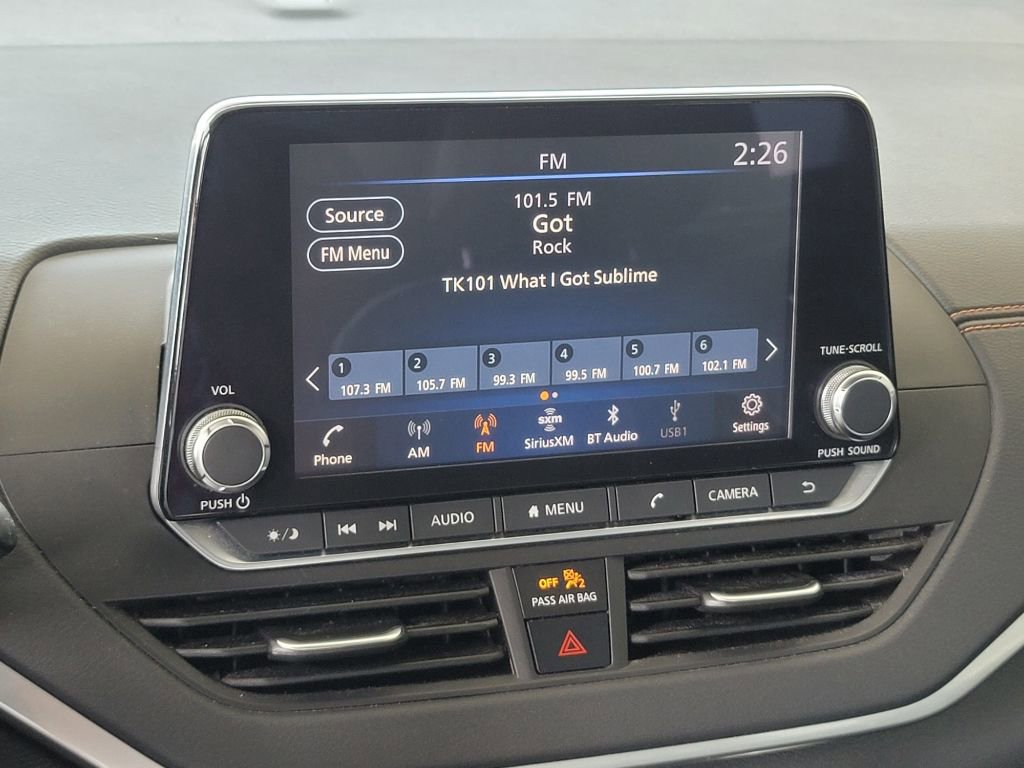 FM 2:26
Source
FM Menu
101.5 FM
Got
Rock
TK101 What I Got Sublime
1 107.3 FM
2 105.7 FM
3 99.3 FM
4 99.5 FM
5 100.7 FM
6 102.1 FM
Phone
AM
FM
sxm
SiriusXM
BT Audio
USB1
Settings
VOL
PUSH
TUNE·SCROLL
PUSH SOUND
AUDIO
MENU
CAMERA
OFF 2
PASS AIR BAG